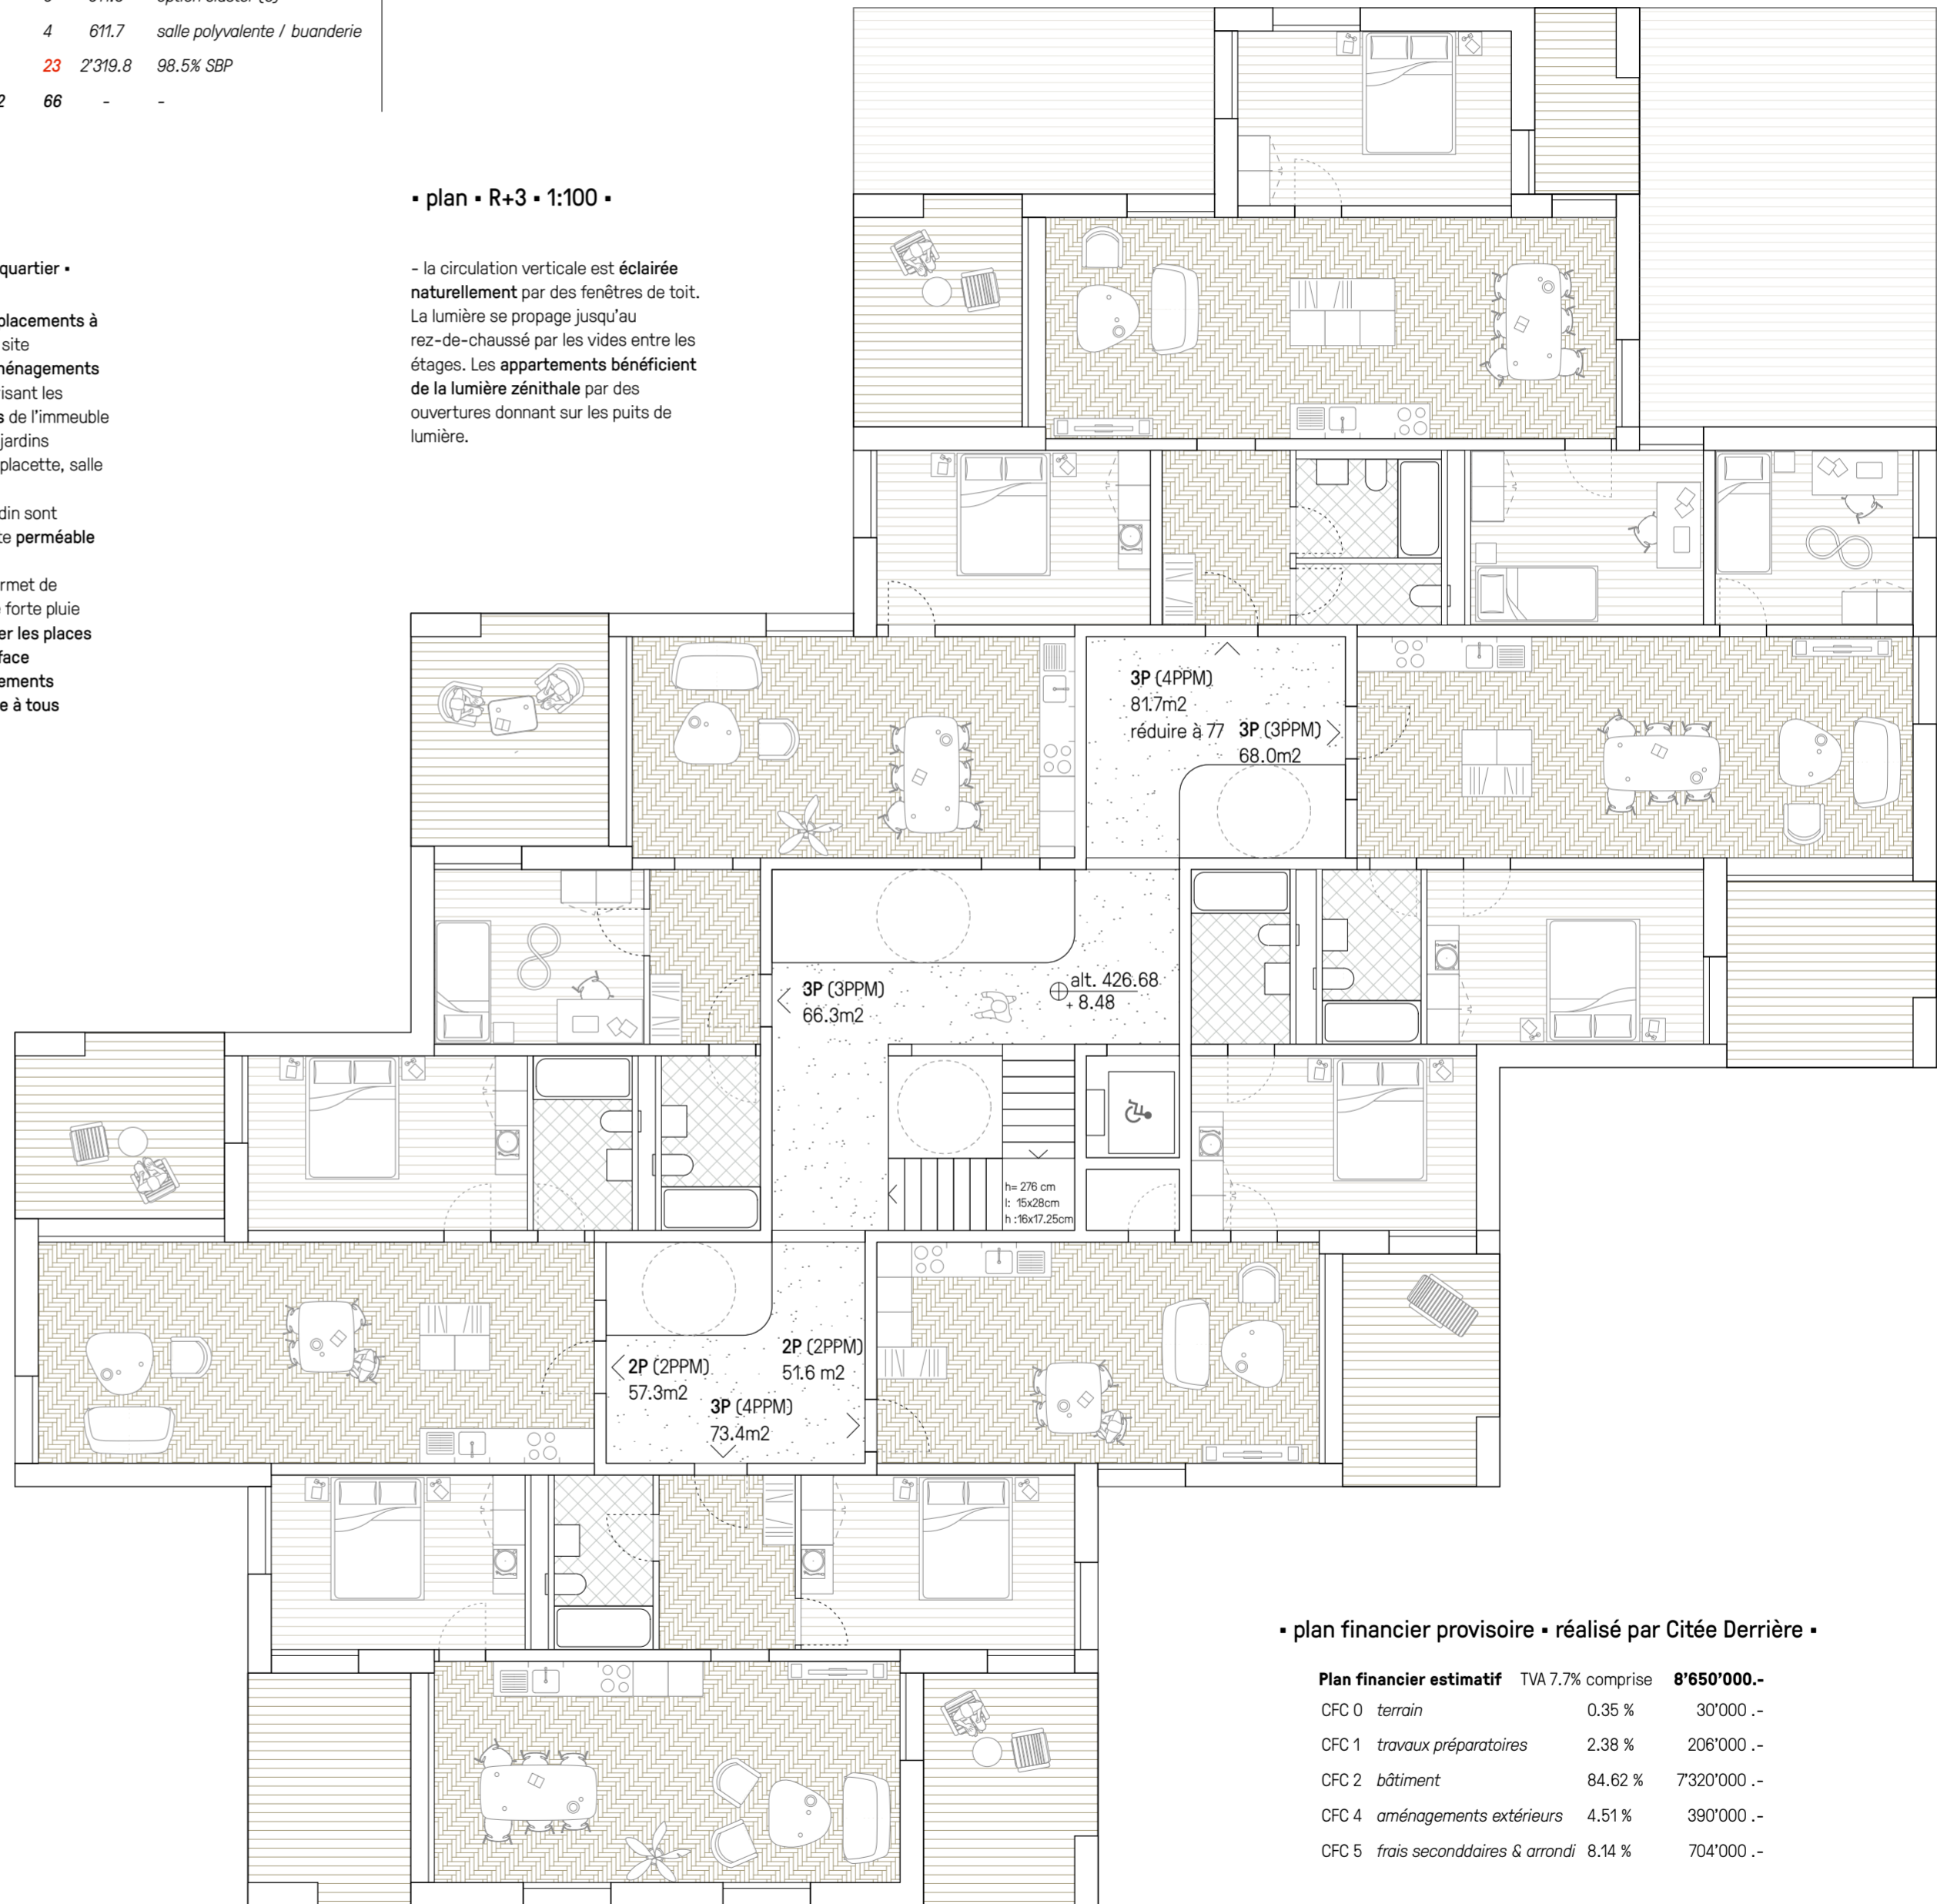 4 611.7 salle polyvalente / buanderie
23 2'319.8 98.5% SBP
2 66 - -
quartier ▪
placements à
site
ménagements
isant les
s de l'immeuble
jardins
placette, salle
din sont
te perméable
rmet de
e forte pluie
er les places
face
ements
e à tous
▪ plan ▪ R+3 ▪ 1:100 ▪
- la circulation verticale est éclairée
naturellement par des fenêtres de toit.
La lumière se propage jusqu'au
rez-de-chaussé par les vides entre les
étages. Les appartements bénéficient
de la lumière zénithale par des
ouvertures donnant sur les puits de
lumière.
3P (4PPM)
81.7m2
réduire à 77
3P (3PPM)
68.0m2
3P (3PPM)
66.3m2
alt. 426.68
+ 8.48
h= 276 cm
l: 15x28cm
h :16x17.25cm
2P (2PPM)
57.3m2
2P (2PPM)
51.6 m2
3P (4PPM)
73.4m2
▪ plan financier provisoire ▪ réalisé par Citée Derrière ▪
Plan financier estimatif TVA 7.7% comprise 8'650'000.-
CFC 0 terrain 0.35 % 30'000 .-
CFC 1 travaux préparatoires 2.38 % 206'000 .-
CFC 2 bâtiment 84.62 % 7'320'000 .-
CFC 4 aménagements extérieurs 4.51 % 390'000 .-
CFC 5 frais seconddaires & arrondi 8.14 % 704'000 .-